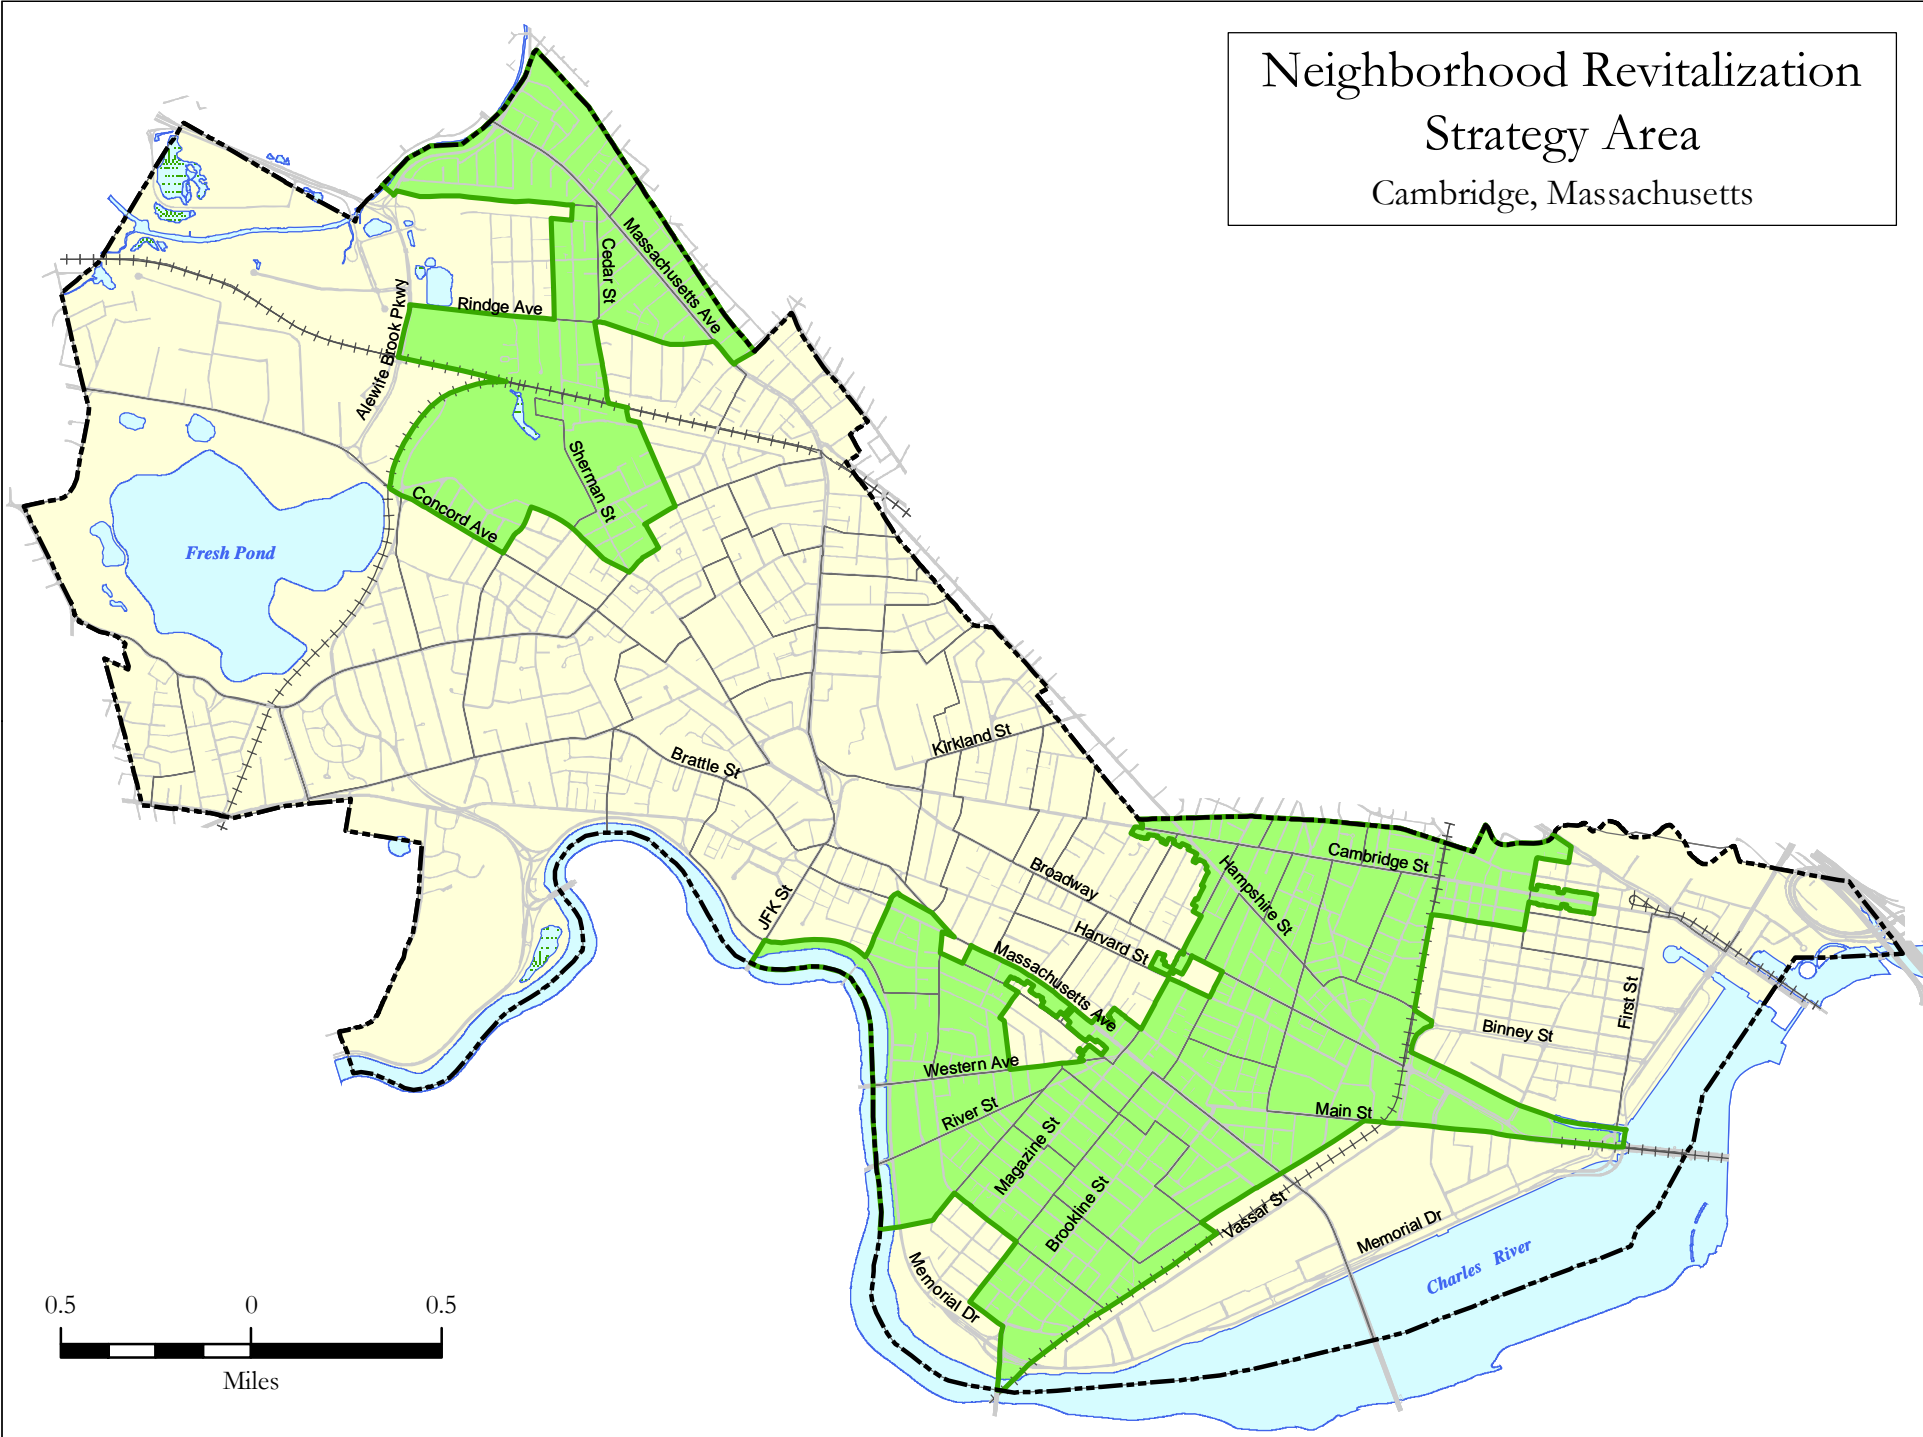 Neighborhood Revitalization
Strategy Area
Cambridge, Massachusetts
Massachusetts Ave
Cedar St
Rindge Ave
Alewife Brook Pkwy
Sherman St
Concord Ave
Fresh Pond
Kirkland St
Brattle St
Cambridge St
Broadway
Hampshire St
JFK St
Harvard St
Massachusetts Ave
First St
Binney St
Western Ave
River St
Main St
Magazine St
Brookline St
Vassar St
Memorial Dr
Memorial Dr
Charles River
0.5 0 0.5
Miles